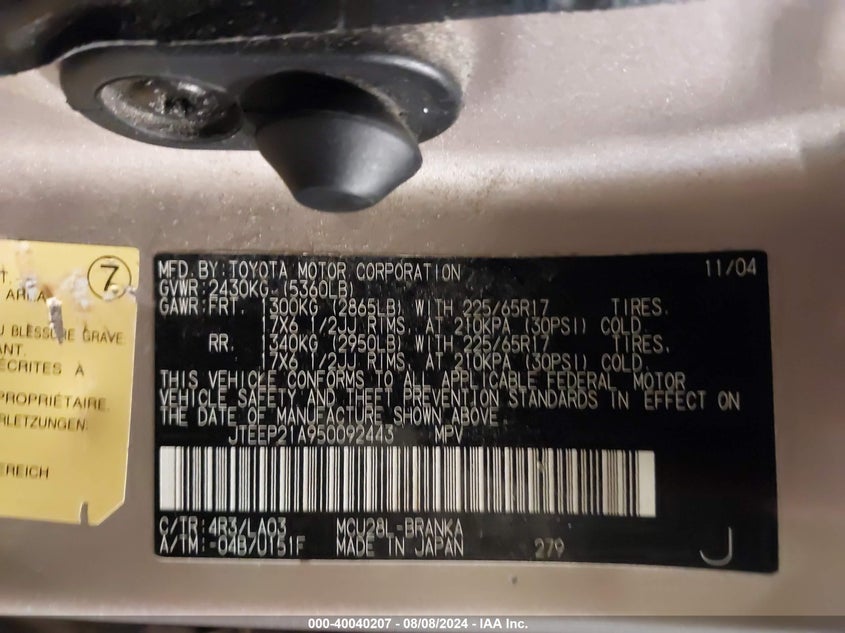 ⑦
T.
AREA
U BLESSURE GRAVE
ANT.
ÉCRITES À
PROPRIÉTAIRE.
RLETZUNGEN.
BEREICH
MFD. BY: TOYOTA MOTOR CORPORATION 11/04
GVWR: 2430KG (5360LB)
GAWR: FRT. 1300KG (2865LB) WITH 225/65R17 TIRES.
17X6 1/2JJ RIMS. AT 210KPA (30PSI) COLD.
RR. 1340KG (2950LB) WITH 225/65R17 TIRES.
17X6 1/2JJ RIMS. AT 210KPA (30PSI) COLD.
THIS VEHICLE CONFORMS TO ALL APPLICABLE FEDERAL MOTOR
VEHICLE SAFETY AND THEFT PREVENTION STANDARDS IN EFFECT ON
THE DATE OF MANUFACTURE SHOWN ABOVE.
JTEEP21A950092443 MPV
C/TR: 4R3/LA03 MCU28L-BRANKA
A/TM: -04B/U151F MADE IN JAPAN 279 J
000-40040207 - 08/08/2024 - IAA Inc.